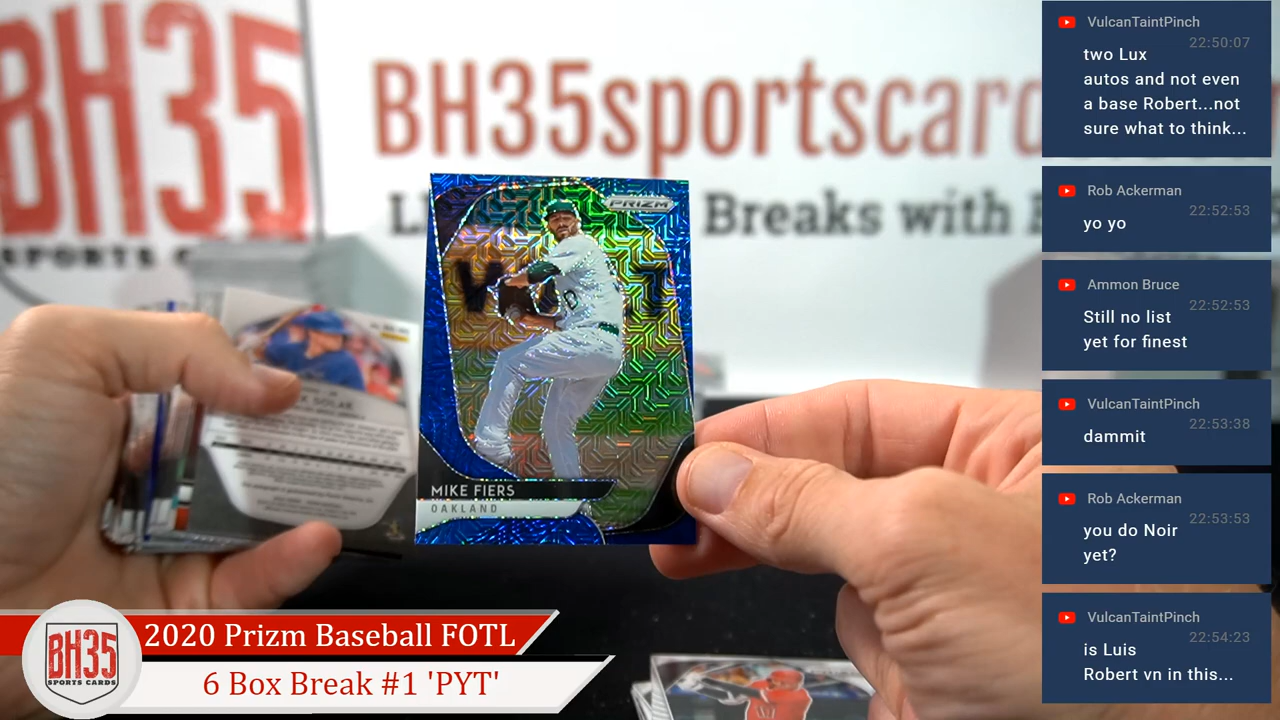 BH35
SPORTS C
BH35sportscard
Breaks with
PRIZM
MIKE FIERS
OAKLAND
SOLAK
2020 Prizm Baseball FOTL
6 Box Break #1 'PYT'
BH35
SPORTS CARDS
VulcanTaintPinch
22:50:07
two Lux
autos and not even
a base Robert...not
sure what to think...
Rob Ackerman
22:52:53
yo yo
Ammon Bruce
22:52:53
Still no list
yet for finest
VulcanTaintPinch
22:53:38
dammit
Rob Ackerman
22:53:53
you do Noir
yet?
VulcanTaintPinch
22:54:23
is Luis
Robert vn in this...